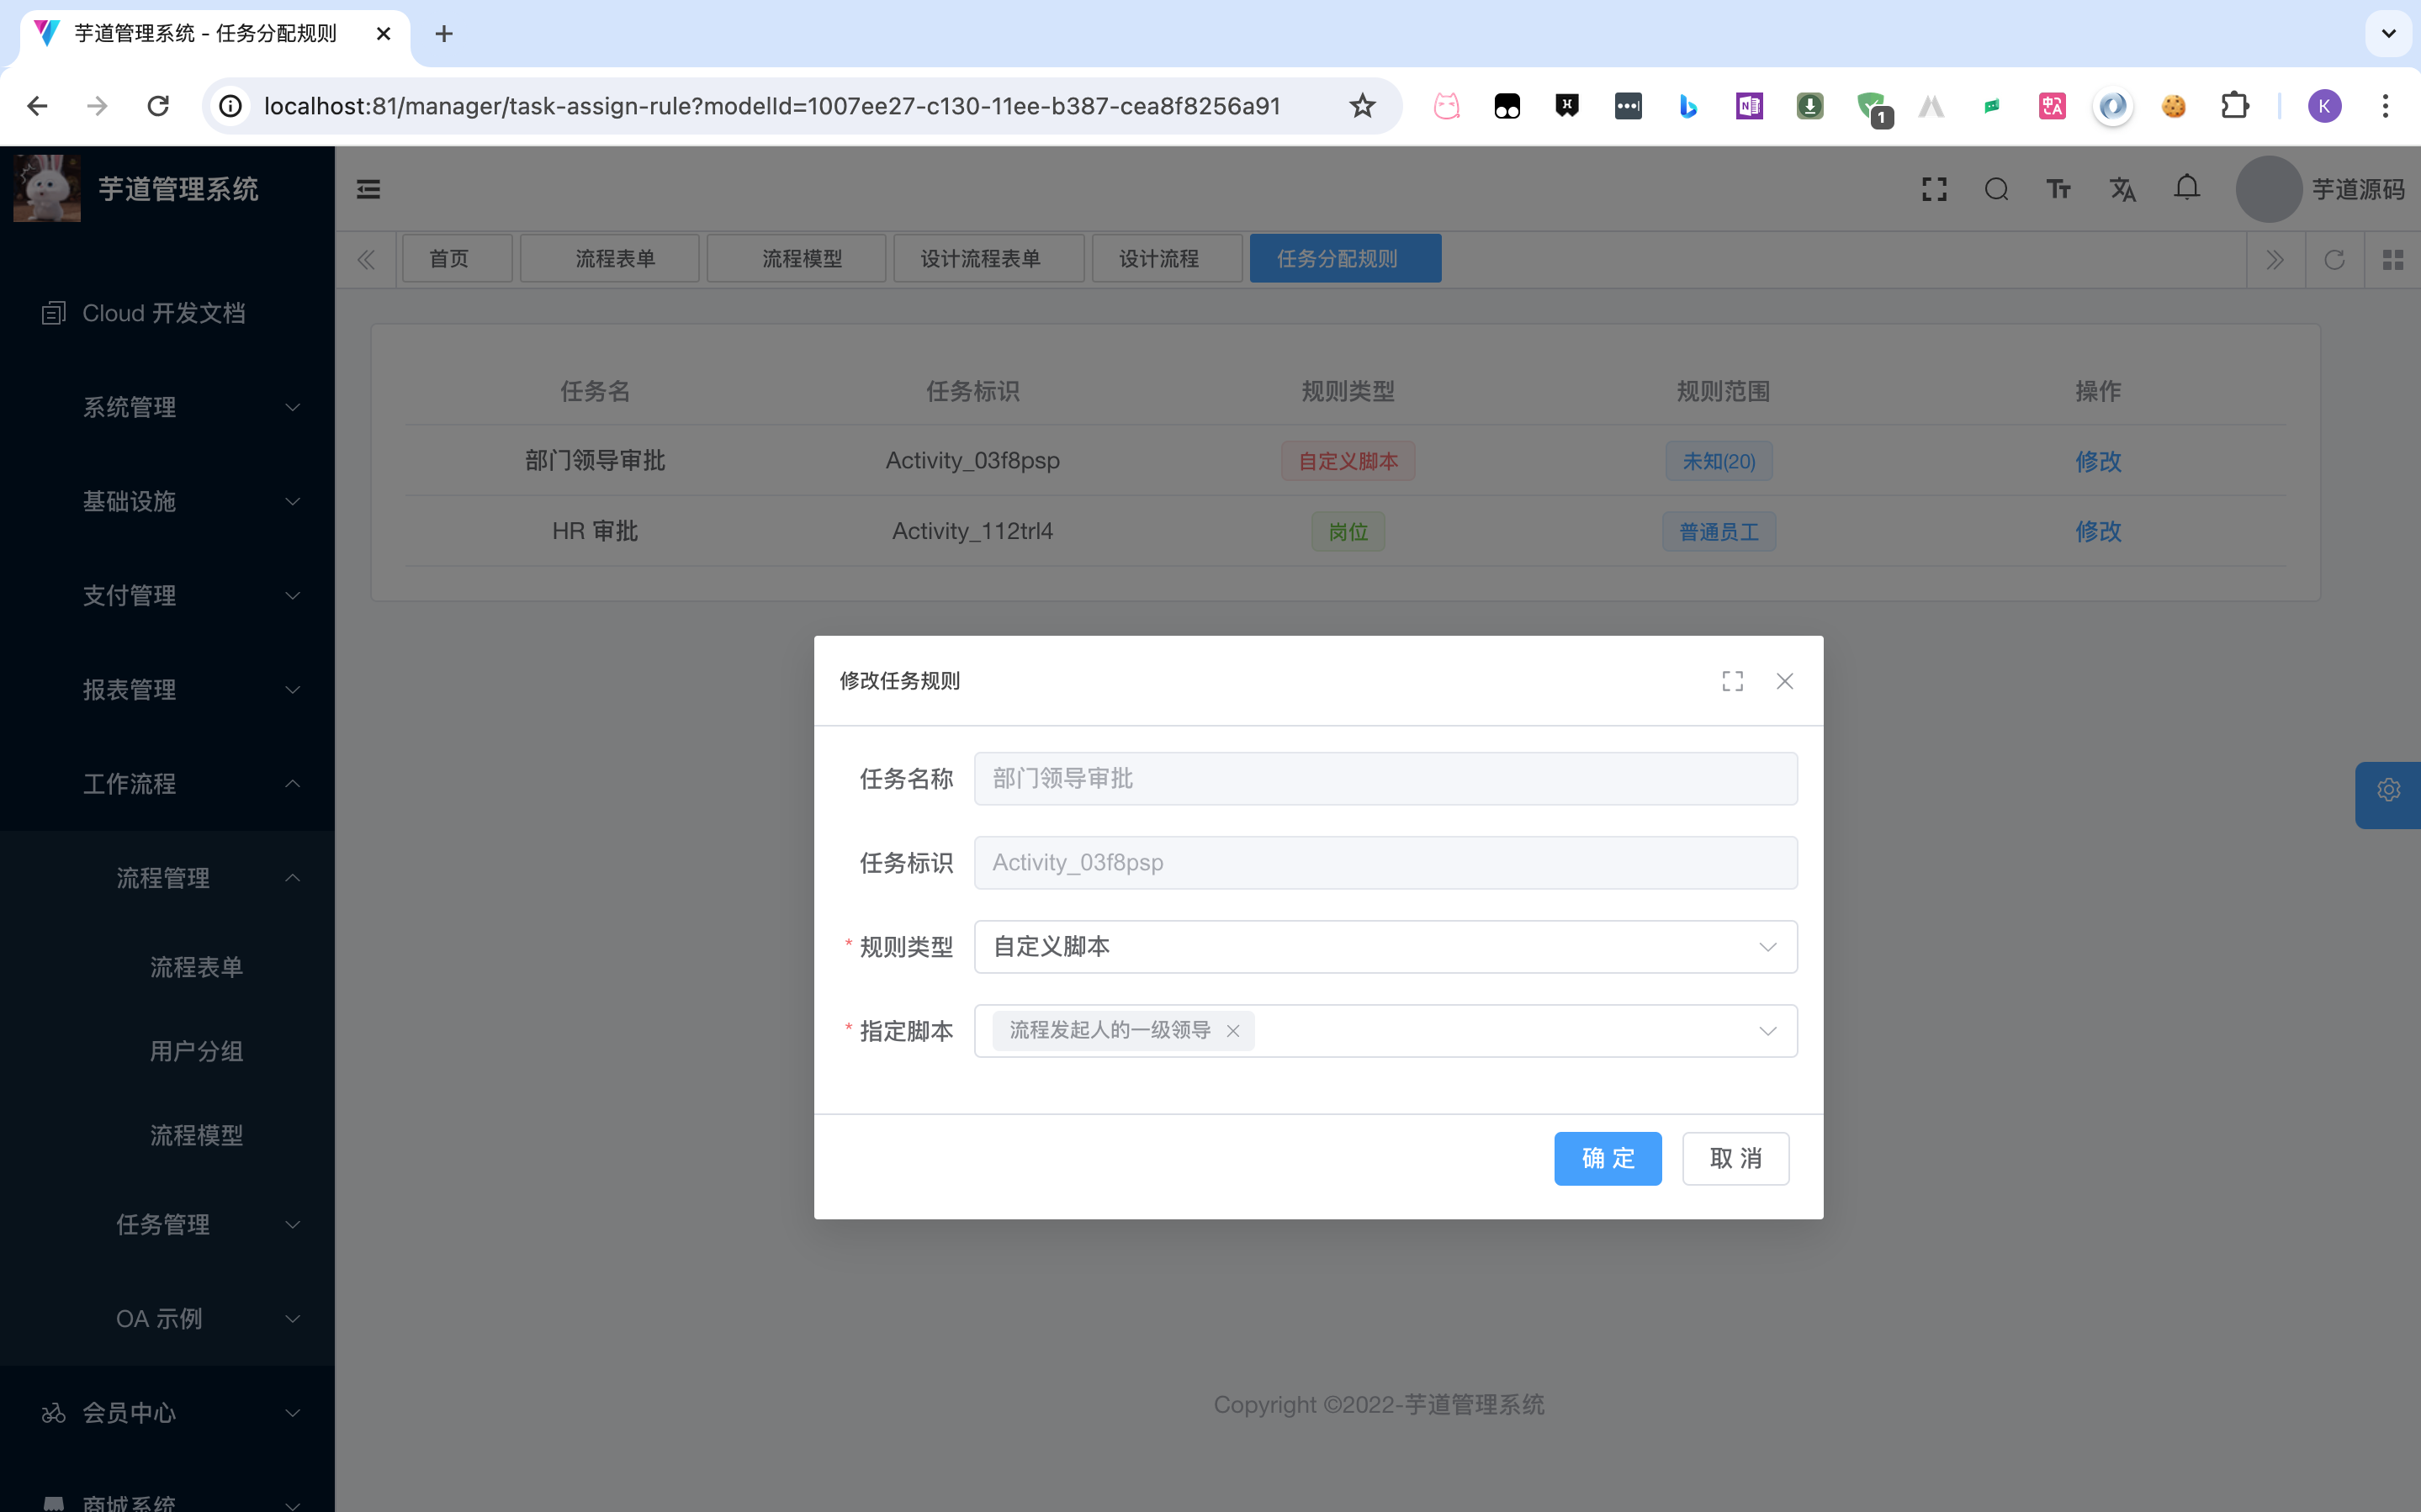 芋道管理系统 - 任务分配规则
localhost:81/manager/task-assign-rule?modelId=1007ee27-c130-11ee-b387-cea8f8256a91
1
K
芋道管理系统
芋道源码
首页 流程表单 流程模型 设计流程表单 设计流程 任务分配规则
Cloud 开发文档
系统管理
基础设施
支付管理
报表管理
工作流程
流程管理
流程表单
用户分组
流程模型
任务管理
OA 示例
会员中心
商城系统
任务名 任务标识 规则类型 规则范围 操作
部门领导审批 Activity_03f8psp 自定义脚本 未知(20) 修改
HR 审批 Activity_112trl4 岗位 普通员工 修改
修改任务规则
任务名称 部门领导审批
任务标识 Activity_03f8psp
* 规则类型 自定义脚本
* 指定脚本 流程发起人的一级领导
确 定 取 消
Copyright ©2022-芋道管理系统